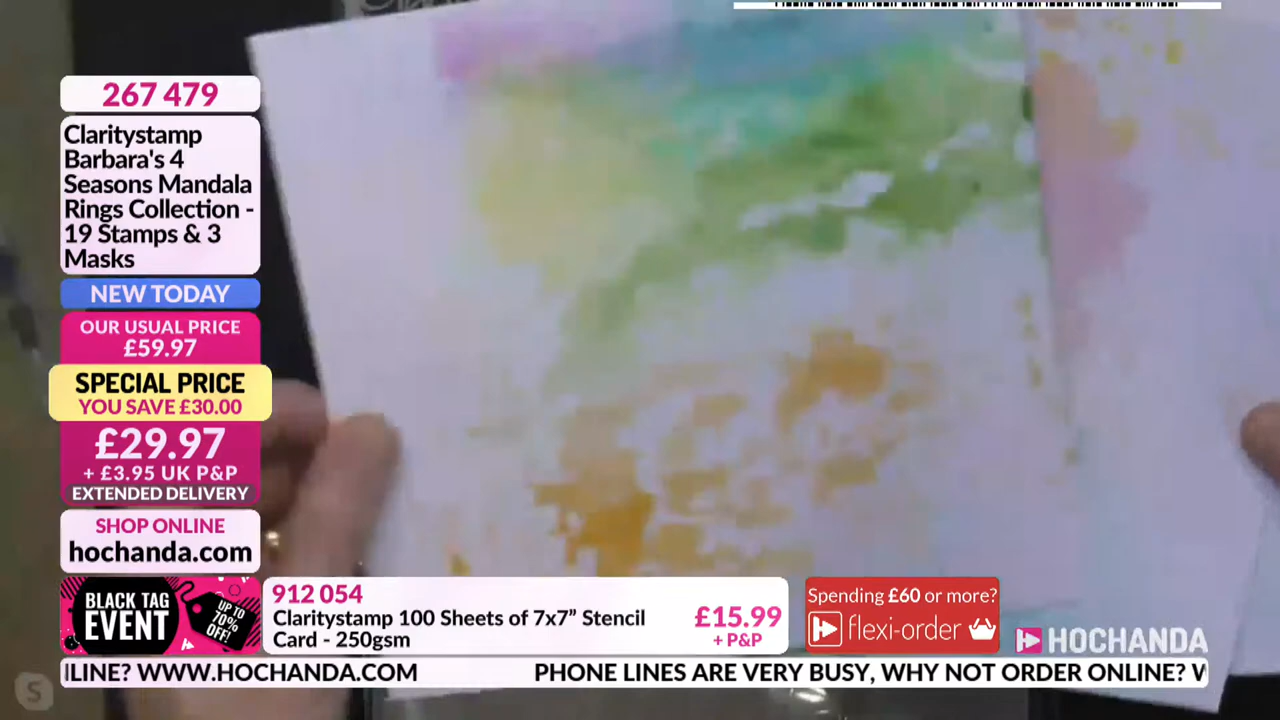 267 479
Claritystamp
Barbara's 4
Seasons Mandala
Rings Collection -
19 Stamps & 3
Masks
NEW TODAY
OUR USUAL PRICE
£59.97
SPECIAL PRICE
YOU SAVE £30.00
£29.97
+ £3.95 UK P&P
EXTENDED DELIVERY
SHOP ONLINE
hochanda.com
BLACK TAG
EVENT
UP TO
70%
OFF!
912 054
Claritystamp 100 Sheets of 7x7” Stencil
Card - 250gsm
£15.99
+ P&P
Spending £60 or more?
flexi-order
HOCHANDA
LINE? WWW.HOCHANDA.COM
PHONE LINES ARE VERY BUSY, WHY NOT ORDER ONLINE? W
S